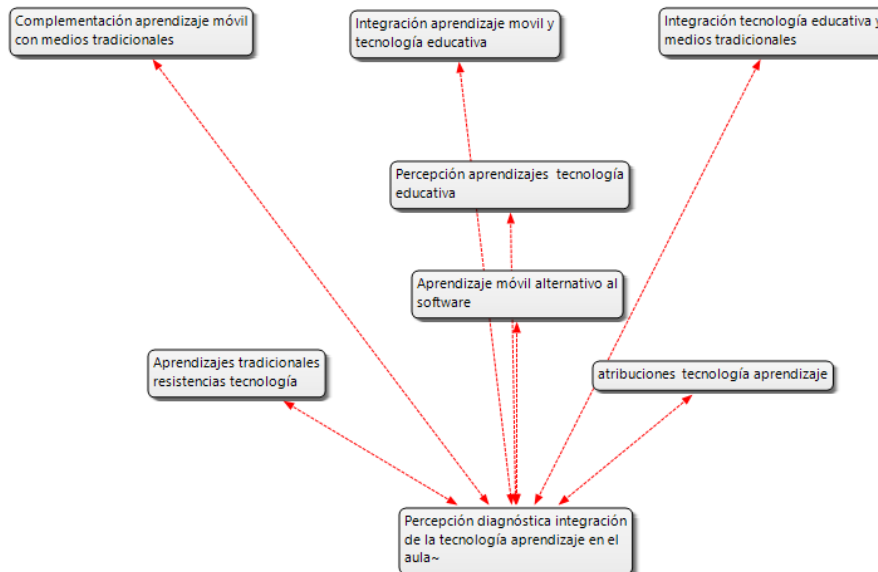 Complementación aprendizaje móvil
con medios tradicionales
Integración aprendizaje movil y
tecnología educativa
Integración tecnología educativa y
medios tradicionales
Percepción aprendizajes tecnología
educativa
Aprendizaje móvil alternativo al
software
Aprendizajes tradicionales
resistencias tecnología
atribuciones tecnología aprendizaje
Percepción diagnóstica integración
de la tecnología aprendizaje en el
aula~